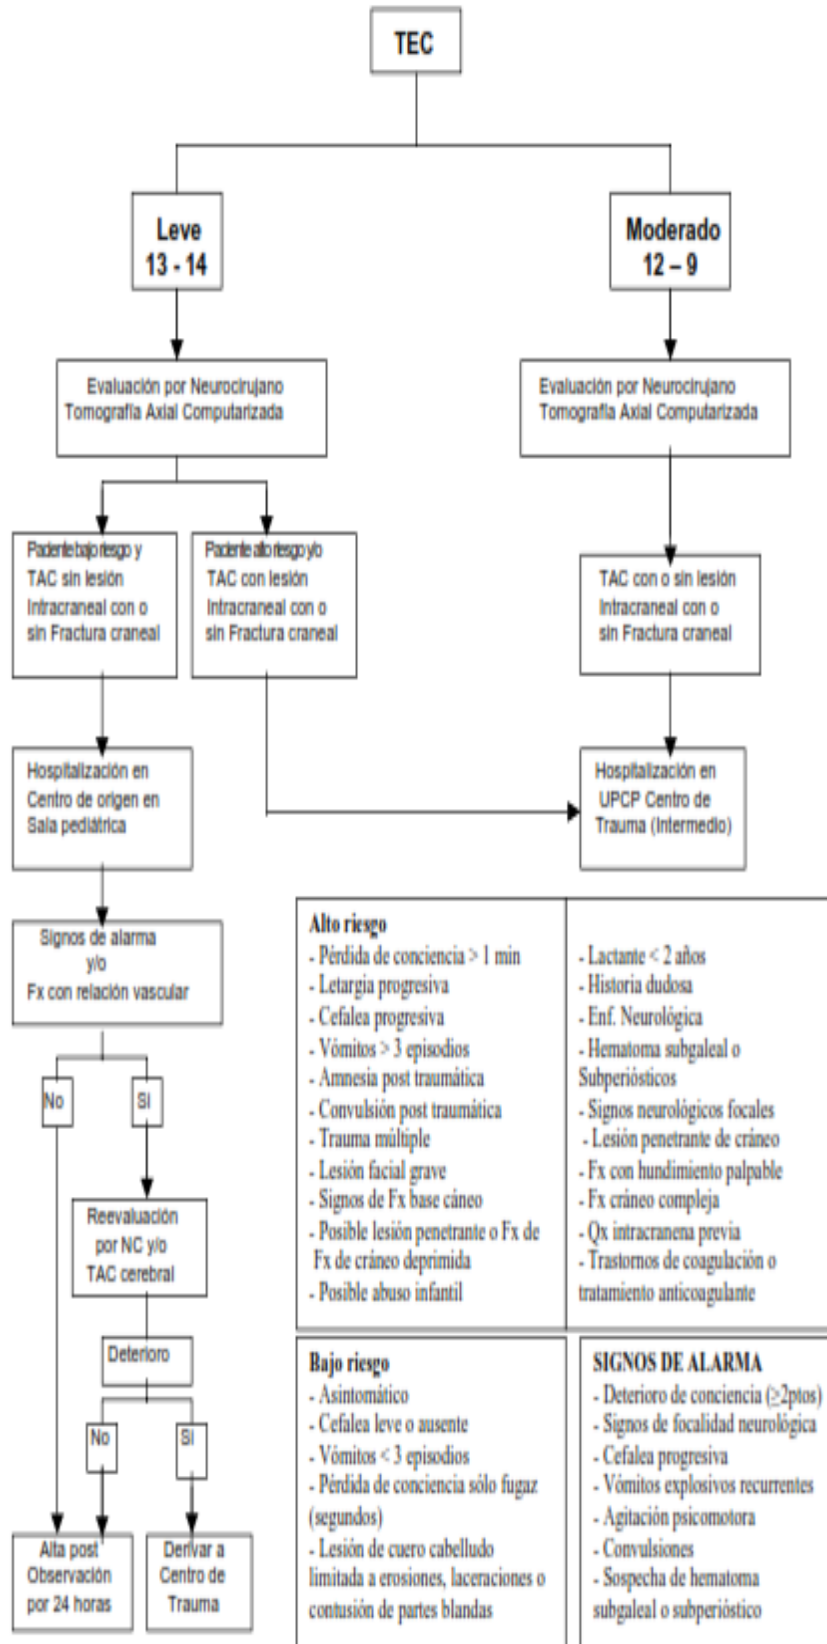 TEC
Leve
13 - 14
Moderado
12 – 9
Evaluación por Neurocirujano
Tomografía Axial Computarizada
Evaluación por Neurocirujano
Tomografía Axial Computarizada
Paciente bajo riesgo y
TAC sin lesión
Intracraneal con o
sin Fractura craneal
Paciente alto riesgo y/o
TAC con lesión
Intracraneal con o
sin Fractura craneal
TAC con o sin lesión
Intracraneal con o
sin Fractura craneal
Hospitalización en
Centro de origen en
Sala pediátrica
Hospitalización en
UPCP Centro de
Trauma (Intermedio)
Signos de alarma
y/o
Fx con relación vascular
No
Si
Reevaluación
por NC y/o
TAC cerebral
Deterioro
No
Si
Alta post
Observación
por 24 horas
Derivar a
Centro de
Trauma
Alto riesgo
- Pérdida de conciencia > 1 min
- Letargia progresiva
- Cefalea progresiva
- Vómitos > 3 episodios
- Amnesia post traumática
- Convulsión post traumática
- Trauma múltiple
- Lesión facial grave
- Signos de Fx base cáneo
- Posible lesión penetrante o Fx de
Fx de cráneo deprimida
- Posible abuso infantil
- Lactante < 2 años
- Historia dudosa
- Enf. Neurológica
- Hematoma subgaleal o
Subperiósticos
- Signos neurológicos focales
- Lesión penetrante de cráneo
- Fx con hundimiento palpable
- Fx cráneo compleja
- Qx intracranena previa
- Trastornos de coagulación o
tratamiento anticoagulante
Bajo riesgo
- Asintomático
- Cefalea leve o ausente
- Vómitos < 3 episodios
- Pérdida de conciencia sólo fugaz
(segundos)
- Lesión de cuero cabelludo
limitada a erosiones, laceraciones o
contusión de partes blandas
SIGNOS DE ALARMA
- Deterioro de conciencia (≥2ptos)
- Signos de focalidad neurológica
- Cefalea progresiva
- Vómitos explosivos recurrentes
- Agitación psicomotora
- Convulsiones
- Sospecha de hematoma
subgaleal o subperióstico